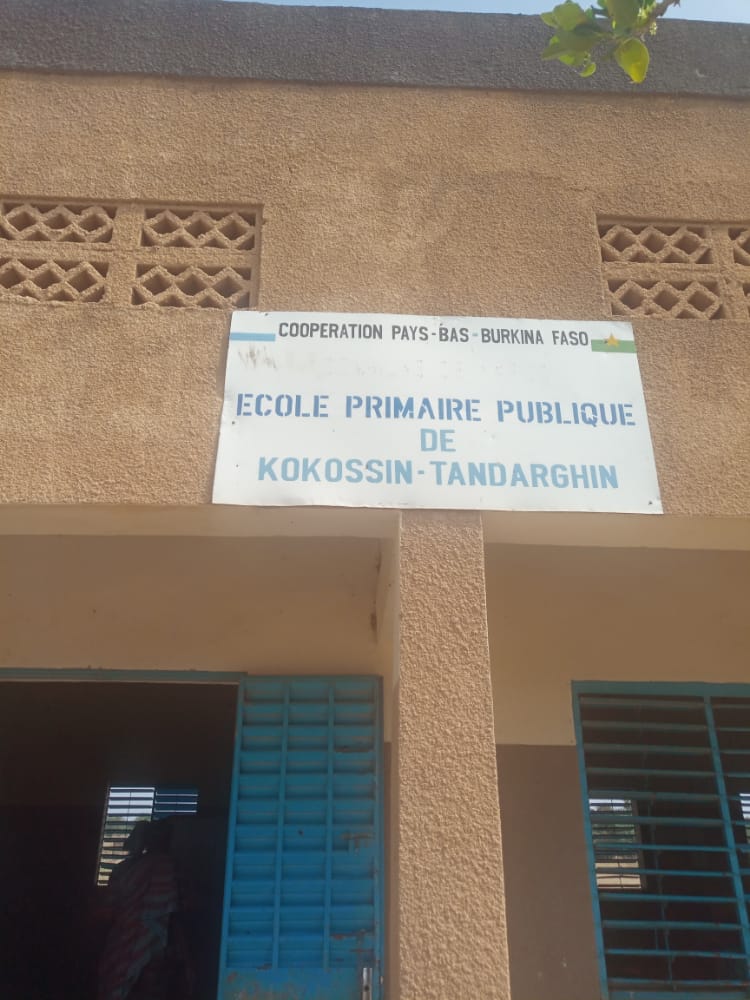 COOPERATION PAYS-BAS-BURKINA FASO
ECOLE PRIMAIRE PUBLIQUE
DE
KOKOSSIN-TANDARGHIN